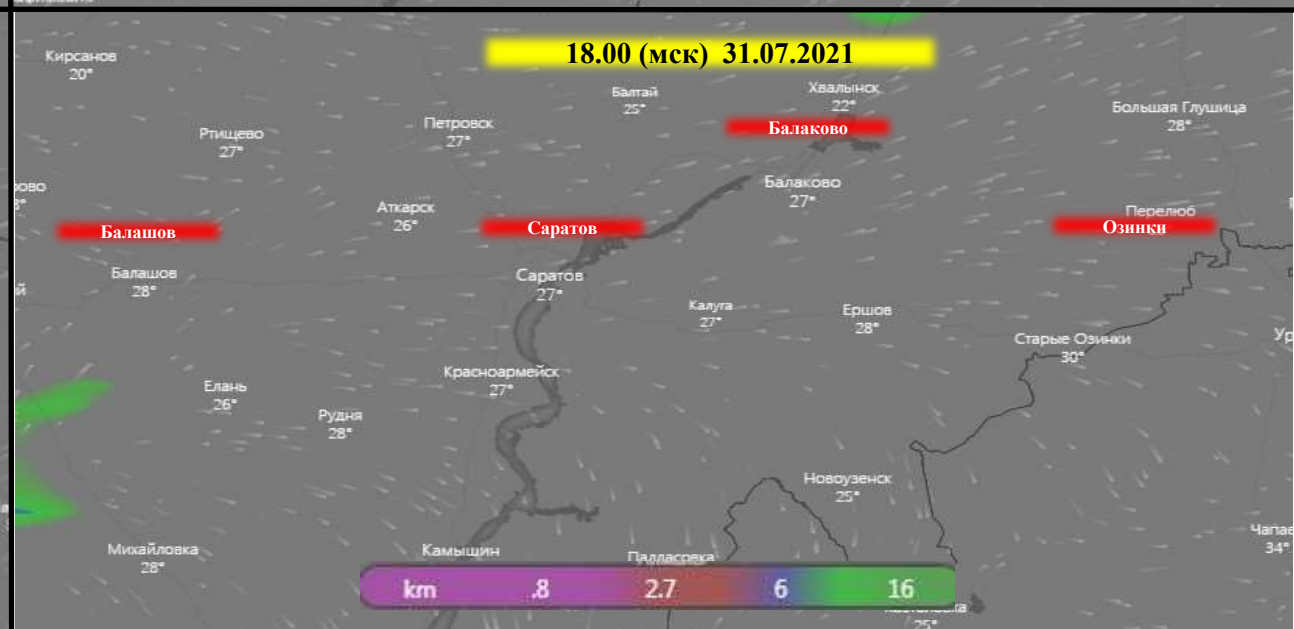 18.00 (мск) 31.07.2021
Кирсанов
20°
Балтай
25°
Хвалынск
22°
Большая Глушица
28°
Ртищево
27°
Петровск
27°
Балаково
Балаково
27°
Аткарск
26°
Перелюб
Балашов
Саратов
Озинки
Балашов
28°
Саратов
27°
Калуга
27°
Ершов
28°
Старые Озинки
30°
Ур
Красноармейск
27°
Елань
26°
Рудня
28°
Новоузенск
25°
Чапае
34°
Михайловка
28°
Камышин
Палласовка
km .8 2.7 6 16
25°